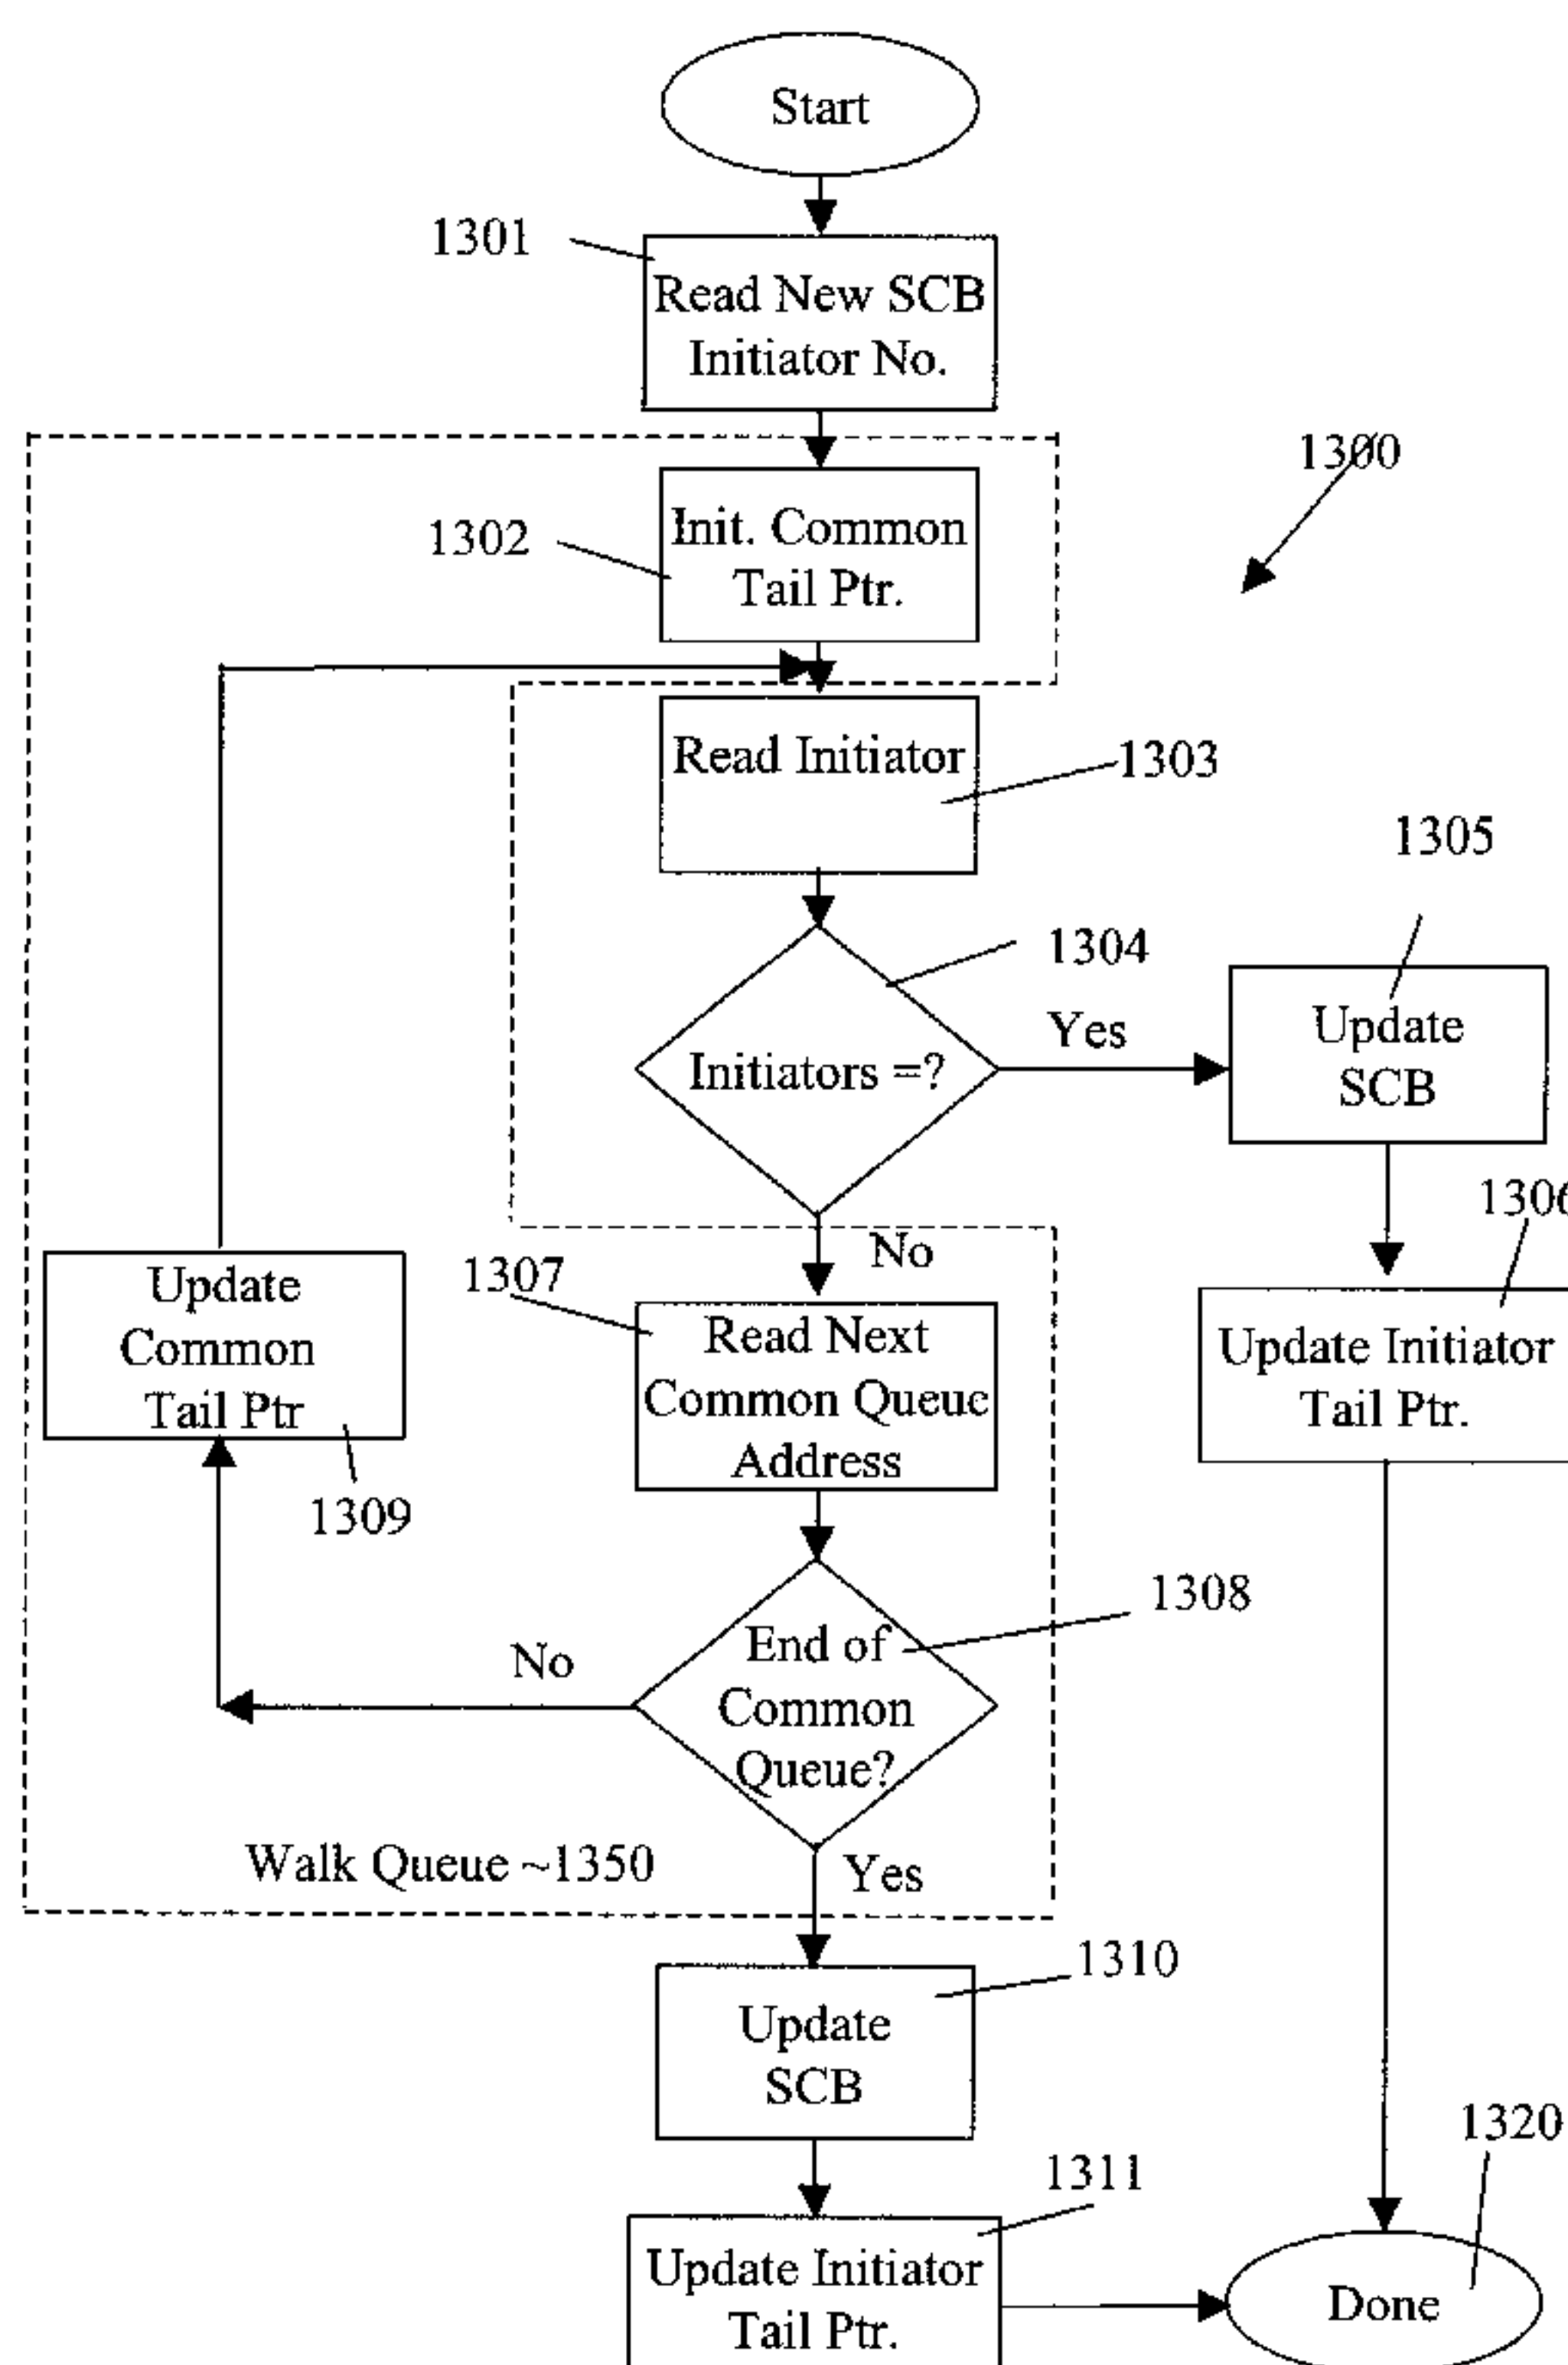 Start
1301
Read New SCB
Initiator No.
1300
1302
Init. Common
Tail Ptr.
Read Initiator
1303
1305
1304
Yes
Initiators =?
Update
SCB
1306
No
1307
Update
Common
Tail Ptr
Read Next
Common Queue
Address
Update Initiator
Tail Ptr.
1309
1308
No
End of
Common
Queue?
Walk Queue ~1350
Yes
1310
Update
SCB
1320
1311
Update Initiator
Tail Ptr.
Done